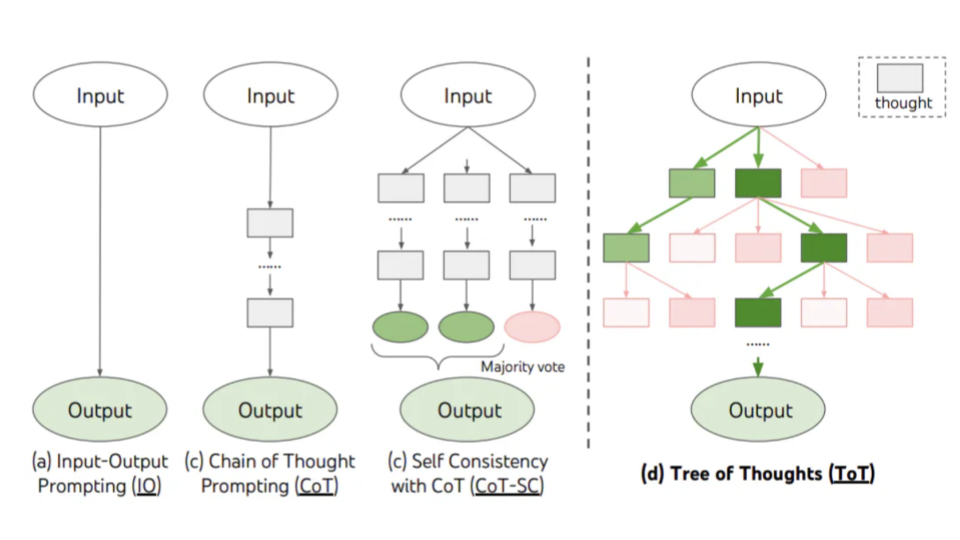 Input
Input
Input
Input
thought
......
...... ...... ......
......
Majority vote
Output
Output
Output
Output
(a) Input-Output
Prompting (IO)
(c) Chain of Thought
Prompting (CoT)
(c) Self Consistency
with CoT (CoT-SC)
(d) Tree of Thoughts (ToT)